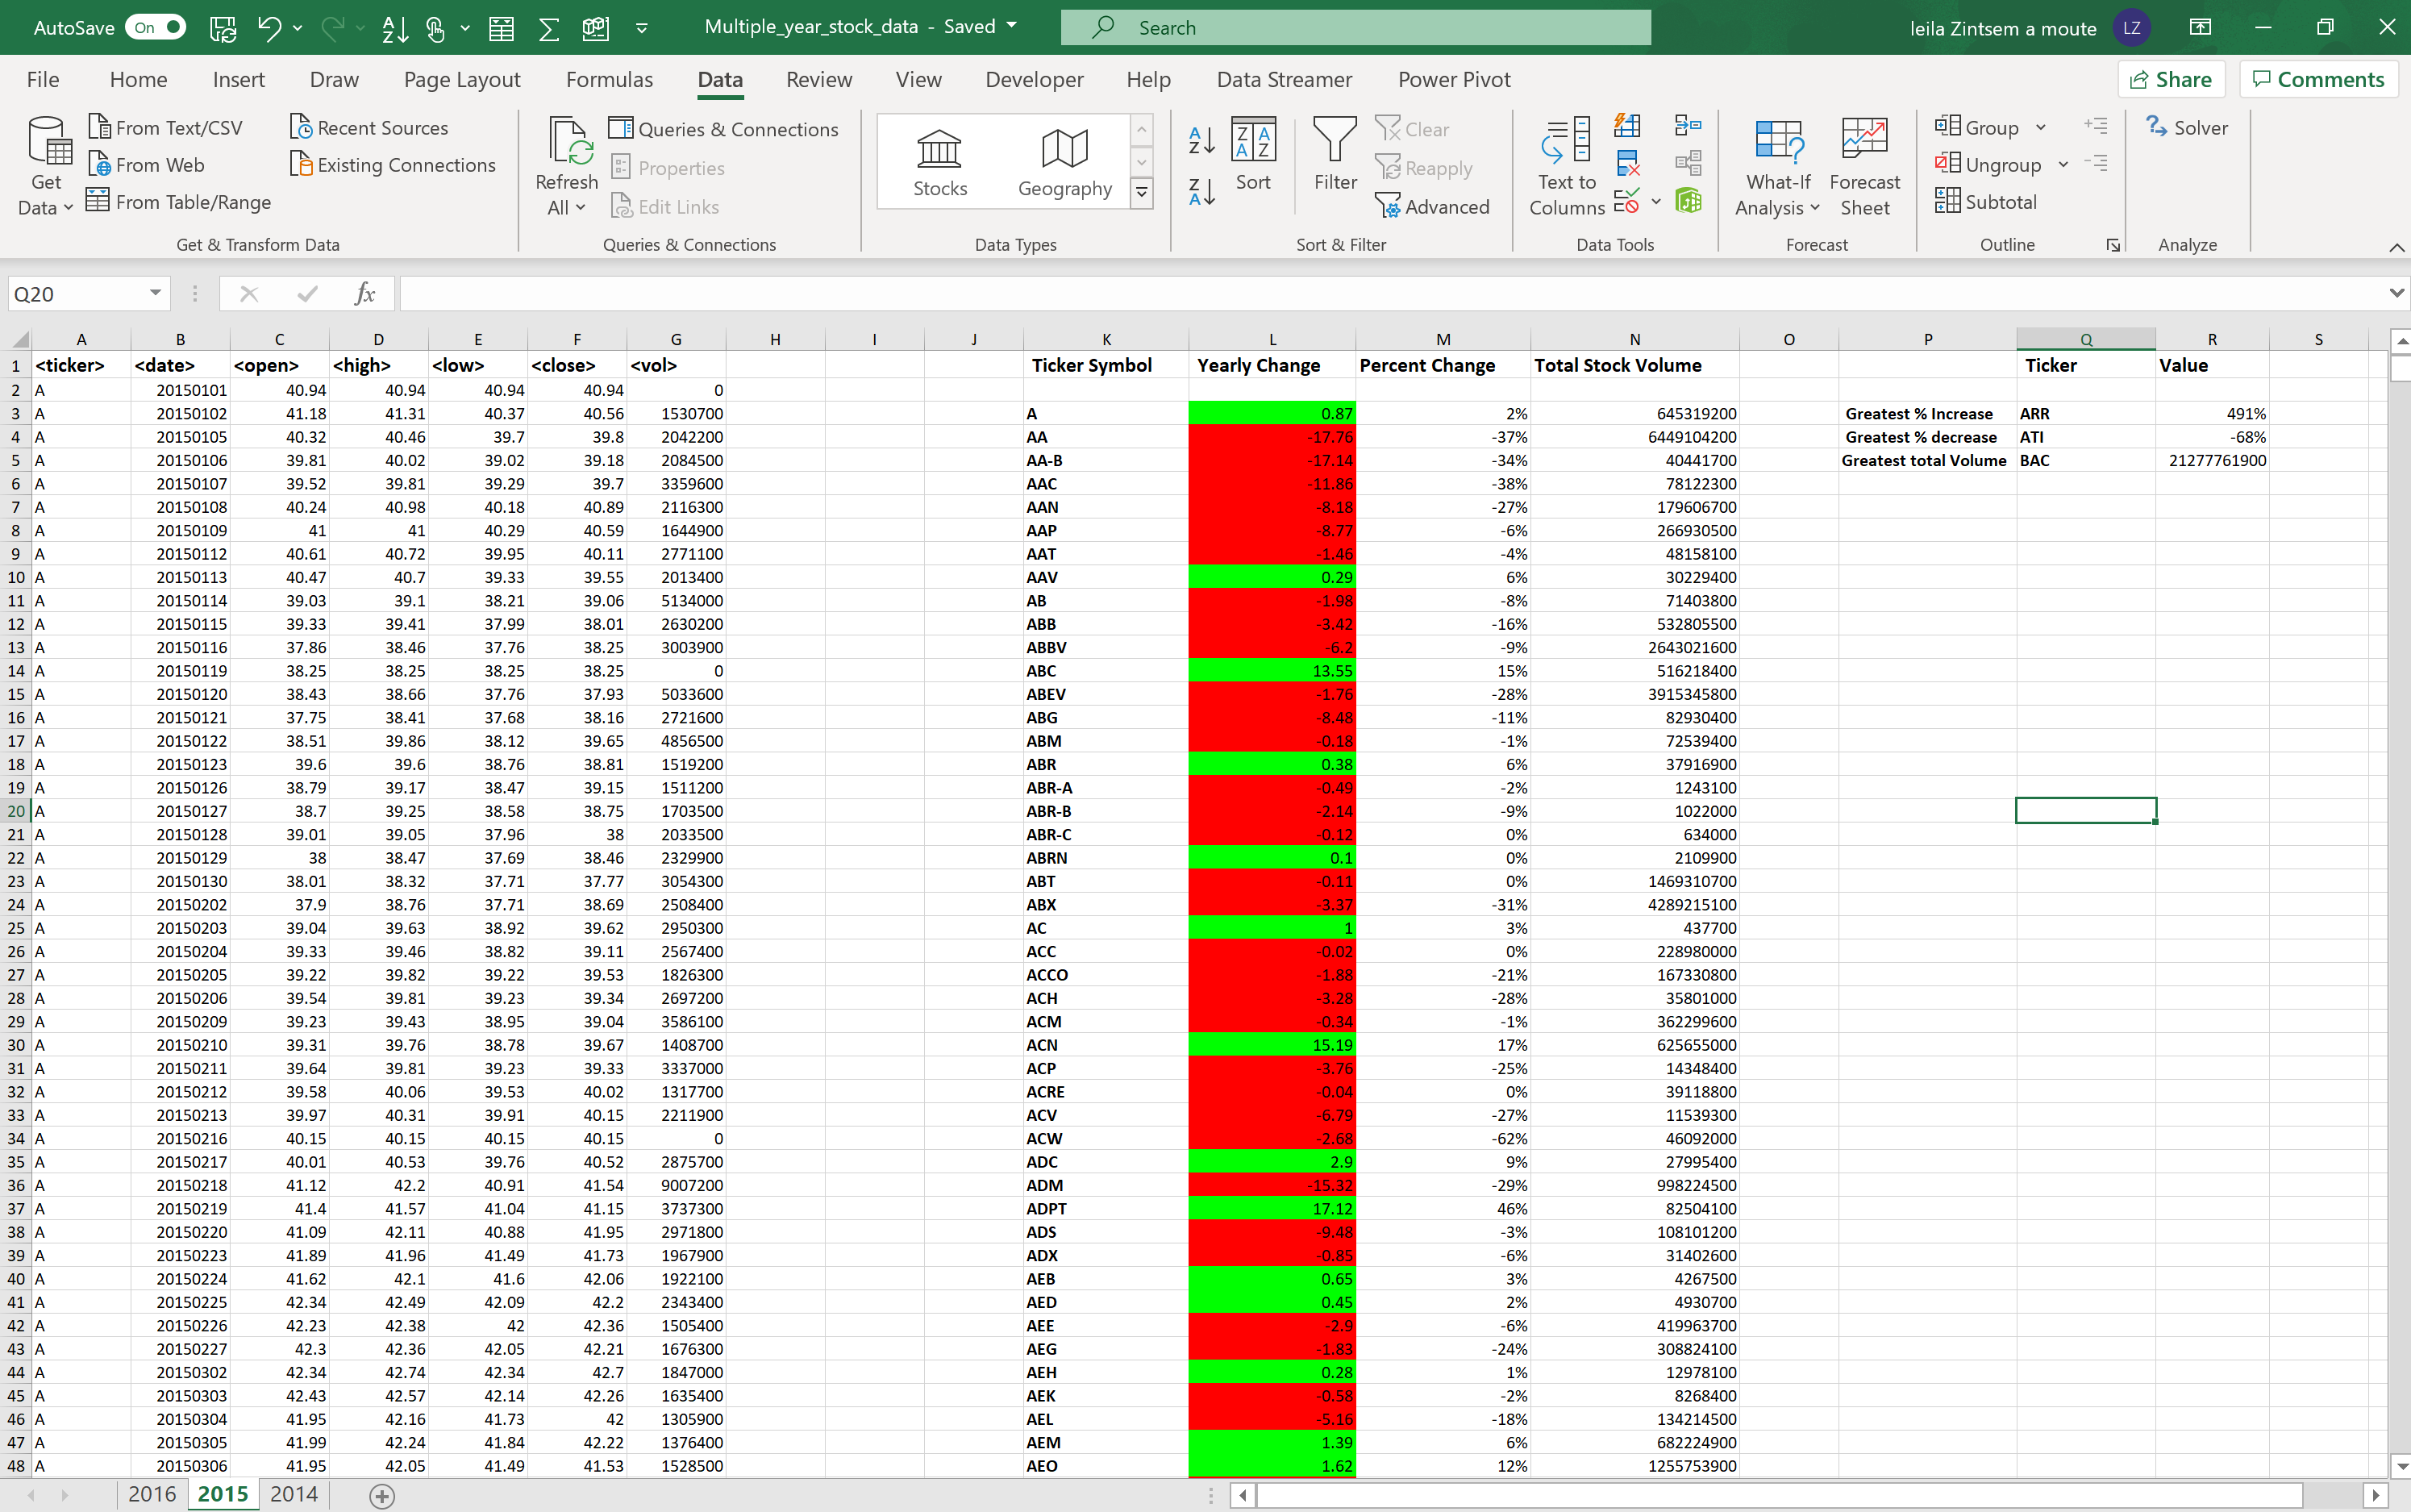 AutoSave On Multiple_year_stock_data - Saved Search leila Zintsem a moute LZ
File Home Insert Draw Page Layout Formulas Data Review View Developer Help Data Streamer Power Pivot Share Comments
Get Data
From Text/CSV
From Web
From Table/Range
Recent Sources
Existing Connections
Get & Transform Data
Refresh All
Queries & Connections
Properties
Edit Links
Queries & Connections
Stocks
Geography
Data Types
Sort
Filter
Clear
Reapply
Advanced
Sort & Filter
Text to Columns
Data Tools
What-If Analysis
Forecast Sheet
Forecast
Group
Ungroup
Subtotal
Outline
Solver
Analyze
Q20 fx
A B C D E F G H I J K L M N O P Q R S
1 <ticker> <date> <open> <high> <low> <close> <vol> Ticker Symbol Yearly Change Percent Change Total Stock Volume Ticker Value
2 A 20150101 40.94 40.94 40.94 40.94 0
3 A 20150102 41.18 41.31 40.37 40.56 1530700 A 0.87 2% 645319200 Greatest % Increase ARR 491%
4 A 20150105 40.32 40.46 39.7 39.8 2042200 AA -17.76 -37% 6449104200 Greatest % decrease ATI -68%
5 A 20150106 39.81 40.02 39.02 39.18 2084500 AA-B -17.14 -34% 40441700 Greatest total Volume BAC 21277761900
6 A 20150107 39.52 39.81 39.29 39.7 3359600 AAC -11.86 -38% 78122300
7 A 20150108 40.24 40.98 40.18 40.89 2116300 AAN -8.18 -27% 179606700
8 A 20150109 41 41 40.29 40.59 1644900 AAP -8.77 -6% 266930500
9 A 20150112 40.61 40.72 39.95 40.11 2771100 AAT -1.46 -4% 48158100
10 A 20150113 40.47 40.7 39.33 39.55 2013400 AAV 0.29 6% 30229400
11 A 20150114 39.03 39.1 38.21 39.06 5134000 AB -1.98 -8% 71403800
12 A 20150115 39.33 39.41 37.99 38.01 2630200 ABB -3.42 -16% 532805500
13 A 20150116 37.86 38.46 37.76 38.25 3003900 ABBV -6.2 -9% 2643021600
14 A 20150119 38.25 38.25 38.25 38.25 0 ABC 13.55 15% 516218400
15 A 20150120 38.43 38.66 37.76 37.93 5033600 ABEV -1.76 -28% 3915345800
16 A 20150121 37.75 38.41 37.68 38.16 2721600 ABG -8.48 -11% 82930400
17 A 20150122 38.51 39.86 38.12 39.65 4856500 ABM -0.18 -1% 72539400
18 A 20150123 39.6 39.6 38.76 38.81 1519200 ABR 0.38 6% 37916900
19 A 20150126 38.79 39.17 38.47 39.15 1511200 ABR-A -0.49 -2% 1243100
20 A 20150127 38.7 39.25 38.58 38.75 1703500 ABR-B -2.14 -9% 1022000
21 A 20150128 39.01 39.05 37.96 38 2033500 ABR-C -0.12 0% 634000
22 A 20150129 38 38.47 37.69 38.46 2329900 ABRN 0.1 0% 2109900
23 A 20150130 38.01 38.32 37.71 37.77 3054300 ABT -0.11 0% 1469310700
24 A 20150202 37.9 38.76 37.71 38.69 2508400 ABX -3.37 -31% 4289215100
25 A 20150203 39.04 39.63 38.92 39.62 2950300 AC 1 3% 437700
26 A 20150204 39.33 39.46 38.82 39.11 2567400 ACC -0.02 0% 228980000
27 A 20150205 39.22 39.82 39.22 39.53 1826300 ACCO -1.88 -21% 167330800
28 A 20150206 39.54 39.81 39.23 39.34 2697200 ACH -3.28 -28% 35801000
29 A 20150209 39.23 39.43 38.95 39.04 3586100 ACM -0.34 -1% 362299600
30 A 20150210 39.31 39.76 38.78 39.67 1408700 ACN 15.19 17% 625655000
31 A 20150211 39.64 39.81 39.23 39.33 3337000 ACP -3.76 -25% 14348400
32 A 20150212 39.58 40.06 39.53 40.02 1317700 ACRE -0.04 0% 39118800
33 A 20150213 39.97 40.31 39.91 40.15 2211900 ACV -6.79 -27% 11539300
34 A 20150216 40.15 40.15 40.15 40.15 0 ACW -2.68 -62% 46092000
35 A 20150217 40.01 40.53 39.76 40.52 2875700 ADC 2.9 9% 27995400
36 A 20150218 41.12 42.2 40.91 41.54 9007200 ADM -15.32 -29% 998224500
37 A 20150219 41.4 41.57 41.04 41.15 3737300 ADPT 17.12 46% 82504100
38 A 20150220 41.09 42.11 40.88 41.95 2971800 ADS -9.48 -3% 108101200
39 A 20150223 41.89 41.96 41.49 41.73 1967900 ADX -0.85 -6% 31402600
40 A 20150224 41.62 42.1 41.6 42.06 1922100 AEB 0.65 3% 4267500
41 A 20150225 42.34 42.49 42.09 42.2 2343400 AED 0.45 2% 4930700
42 A 20150226 42.23 42.38 42 42.36 1505400 AEE -2.9 -6% 419963700
43 A 20150227 42.3 42.36 42.05 42.21 1676300 AEG -1.83 -24% 308824100
44 A 20150302 42.34 42.74 42.34 42.7 1847000 AEH 0.28 1% 12978100
45 A 20150303 42.43 42.57 42.14 42.26 1635400 AEK -0.58 -2% 8268400
46 A 20150304 41.95 42.16 41.73 42 1305900 AEL -5.16 -18% 134214500
47 A 20150305 41.99 42.24 41.84 42.22 1376400 AEM 1.39 6% 682224900
48 A 20150306 41.95 42.05 41.49 41.53 1528500 AEO 1.62 12% 1255753900
2016 2015 2014